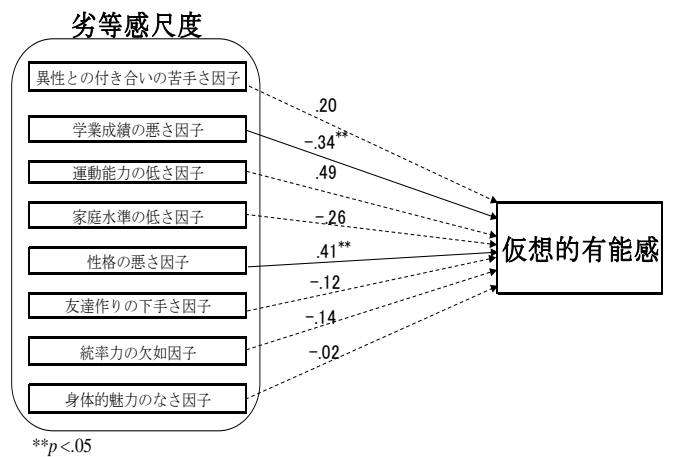 劣等感尺度
異性との付き合いの苦手さ因子
学業成績の悪さ因子
運動能力の低さ因子
家庭水準の低さ因子
性格の悪さ因子
友達作りの下手さ因子
統率力の欠如因子
身体的魅力のなさ因子
.20
-.34**
.49
-.26
.41**
-.12
-.14
-.02
仮想的有能感
**p<.05